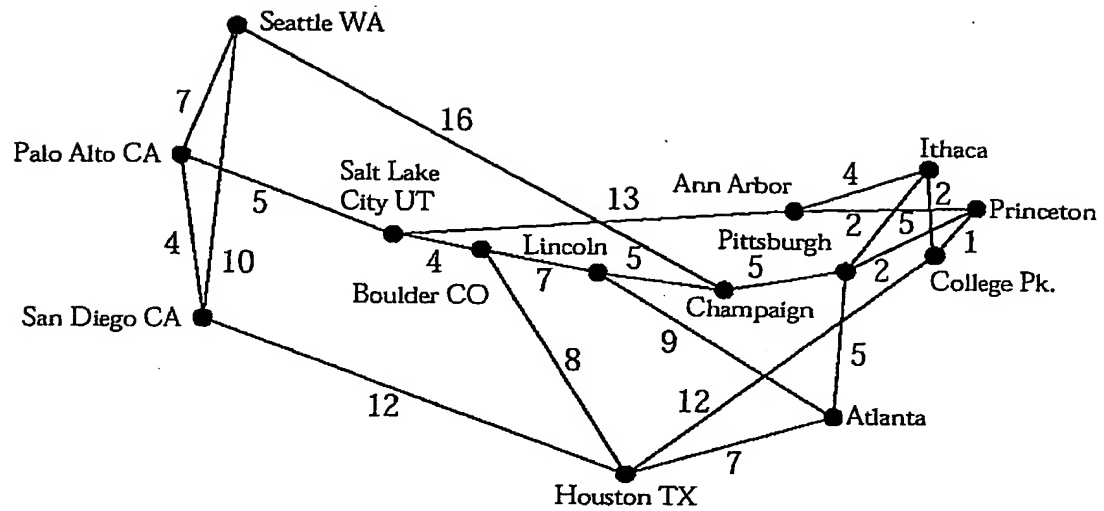 Seattle WA
7
16
Palo Alto CA
Salt Lake
City UT
5
13
Ann Arbor
4
Ithaca
2
5
2
Princeton
1
4
10
4
Boulder CO
7
Lincoln
5
5
Pittsburgh
2
College Pk.
Champaign
San Diego CA
8
9
5
12
12
Atlanta
7
Houston TX